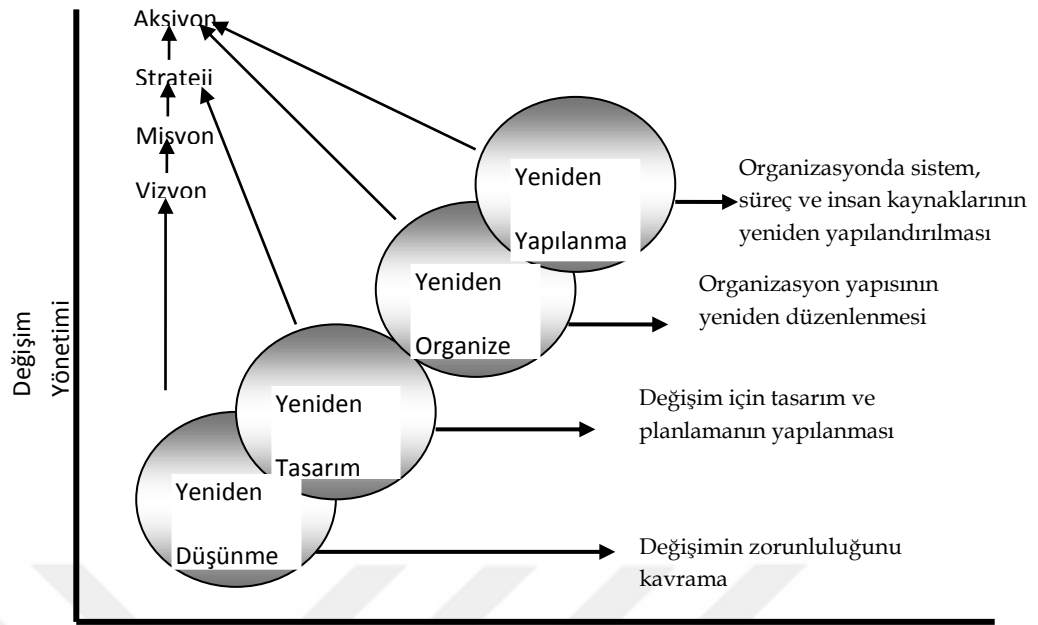 Aksiyon
Strateji
Misyon
Vizyon
Değişim
Yönetimi
Yeniden
Yapılanma
Organizasyonda sistem,
süreç ve insan kaynaklarının
yeniden yapılandırılması
Yeniden
Organize
Organizasyon yapısının
yeniden düzenlenmesi
Yeniden
Tasarım
Değişim için tasarım ve
planlamanın yapılanması
Yeniden
Düşünme
Değişimin zorunluluğunu
kavrama